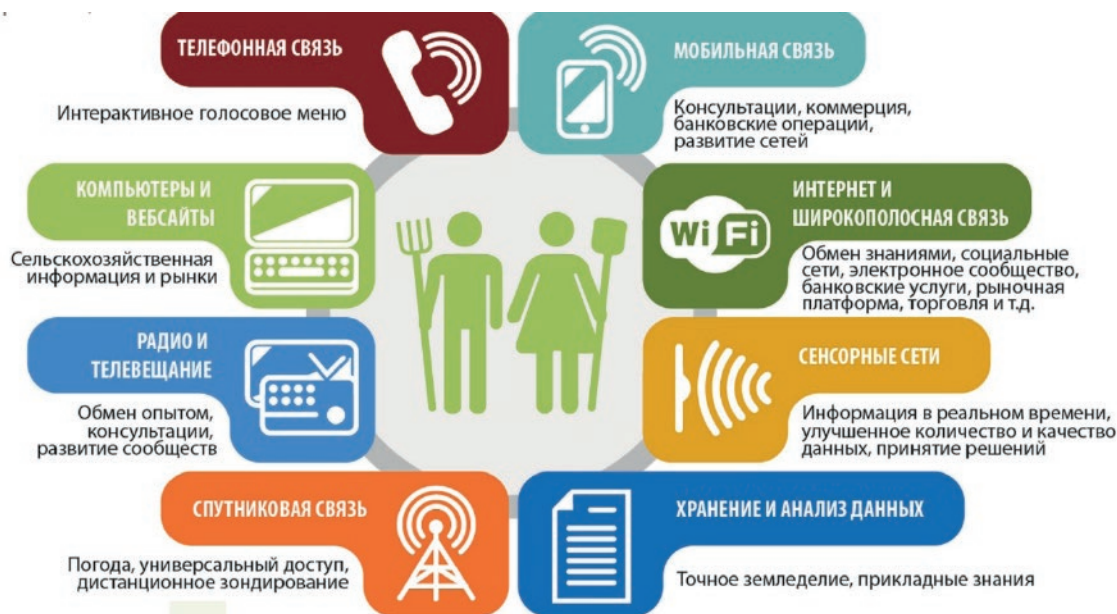 ТЕЛЕФОННАЯ СВЯЗЬ
Интерактивное голосовое меню
МОБИЛЬНАЯ СВЯЗЬ
Консультации, коммерция,
банковские операции,
развитие сетей
КОМПЬЮТЕРЫ И
ВЕБСАЙТЫ
Сельскохозяйственная
информация и рынки
ИНТЕРНЕТ И
ШИРОКОПОЛОСНАЯ СВЯЗЬ
Wi Fi
Обмен знаниями, социальные
сети, электронное сообщество,
банковские услуги, рыночная
платформа, торговля и т.д.
РАДИО И
ТЕЛЕВЕЩАНИЕ
Обмен опытом,
консультации,
развитие сообществ
СЕНСОРНЫЕ СЕТИ
Информация в реальном времени,
улучшенное количество и качество
данных, принятие решений
СПУТНИКОВАЯ СВЯЗЬ
Погода, универсальный доступ,
дистанционное зондирование
ХРАНЕНИЕ И АНАЛИЗ ДАННЫХ
Точное земледелие, прикладные знания